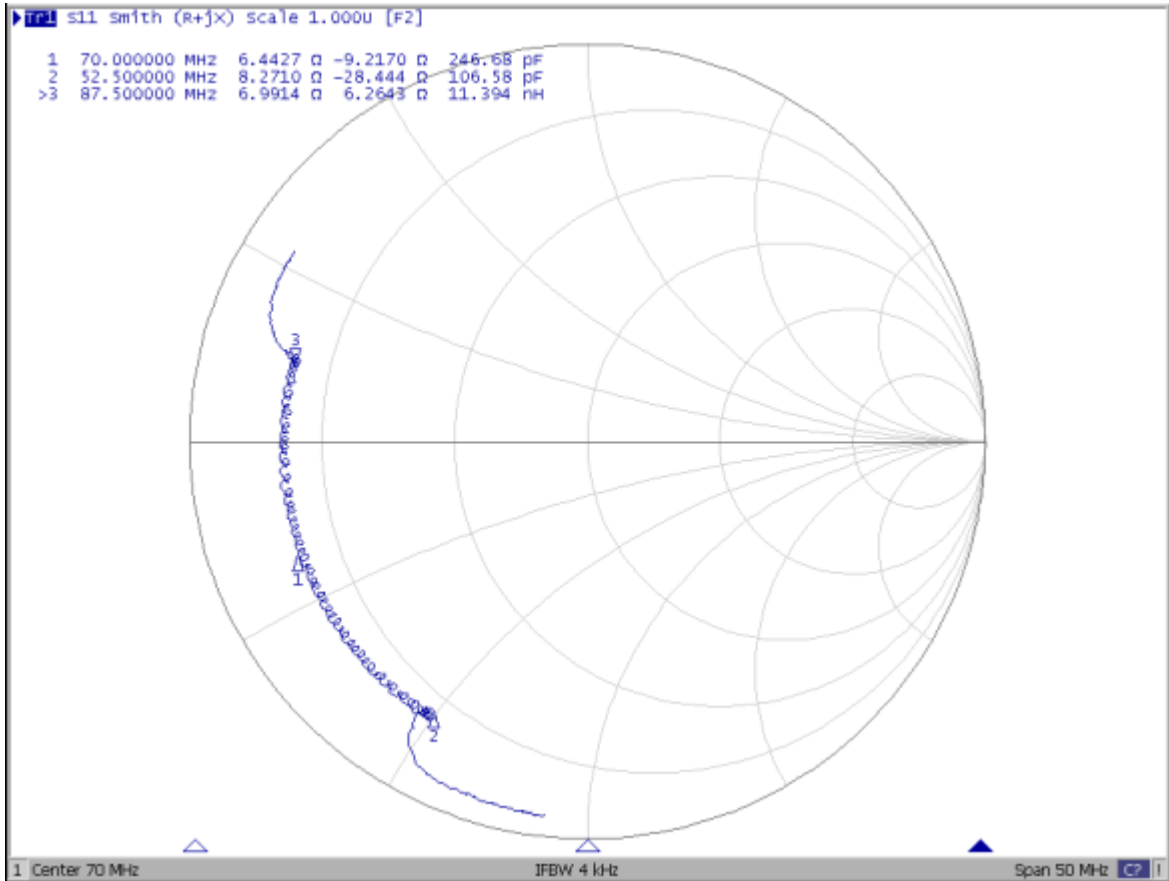 Tr1 S11 Smith (R+jX) Scale 1.000U [F2]
1 70.000000 MHz 6.4427 Ω -9.2170 Ω 246.68 pF
2 52.500000 MHz 8.2710 Ω -28.444 Ω 106.58 pF
>3 87.500000 MHz 6.9914 Ω 6.2643 Ω 11.394 nH
3
1
2
1 Center 70 MHz IFBW 4 kHz Span 50 MHz C? !